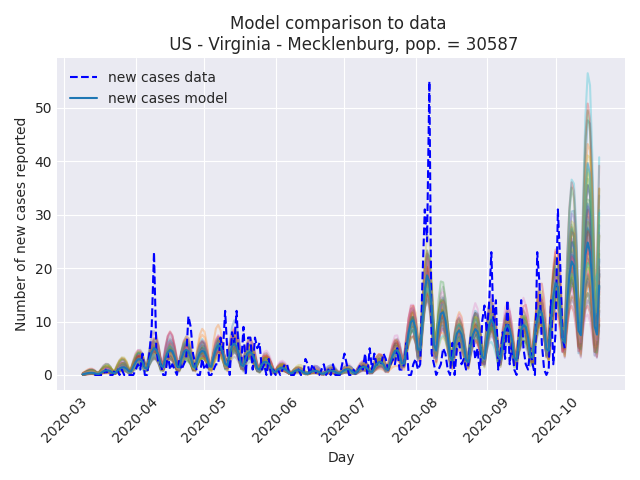 Model comparison to data
US - Virginia - Mecklenburg, pop. = 30587
new cases data
new cases model
Number of new cases reported
50
40
30
20
10
0
2020-03
2020-04
2020-05
2020-06
2020-07
2020-08
2020-09
2020-10
Day